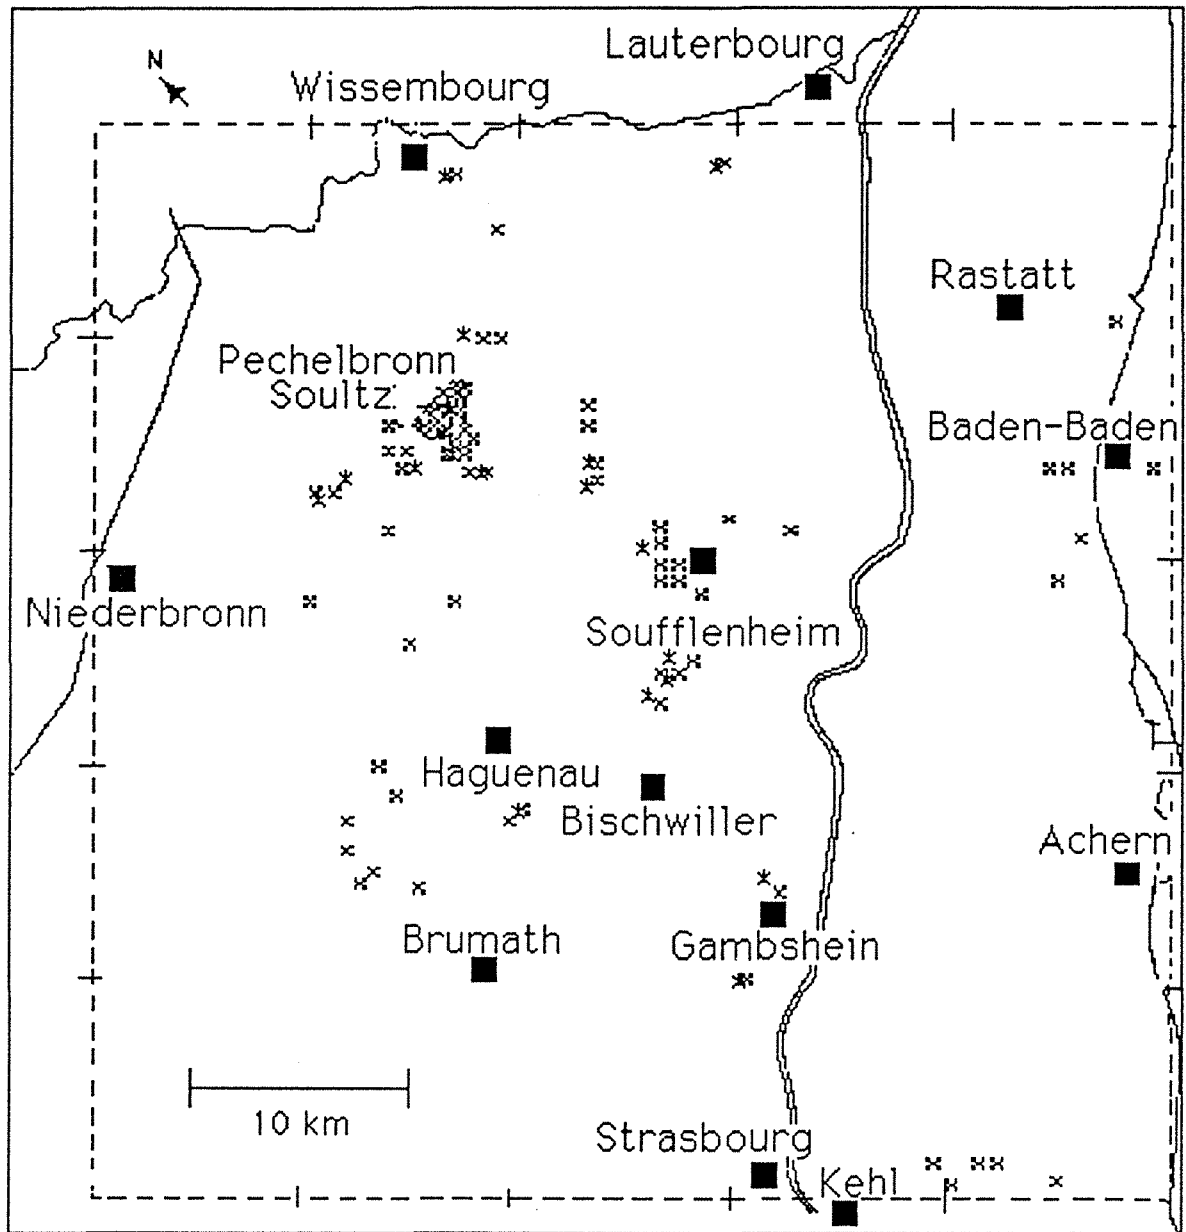 Lauterbourg
N
Wissembourg
Rastatt
Pechelbronn
Soultz
Baden-Baden
Niederbronn
Soufflenheim
Haguenau
Bischwiller
Achern
Brumath
Gambshein
10 km
Strasbourg
Kehl